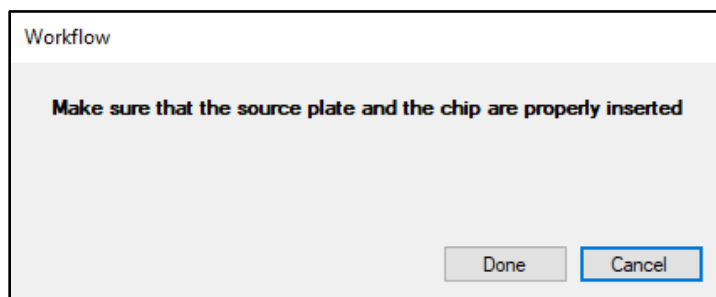 Workflow
Make sure that the source plate and the chip are properly inserted
Done
Cancel